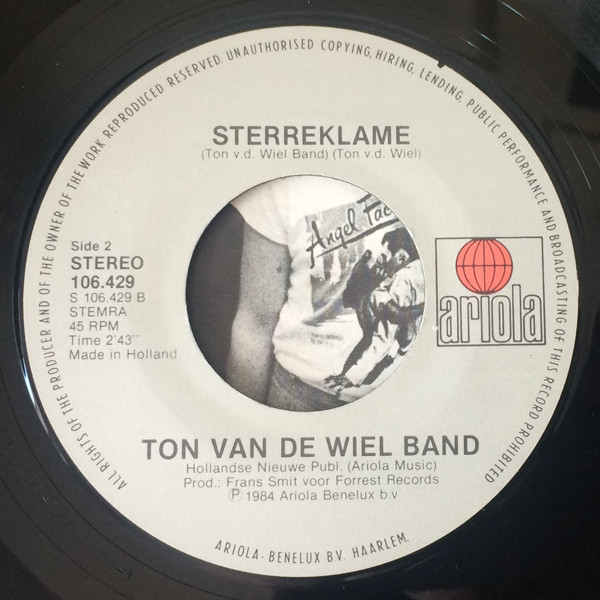 ALL RIGHTS OF THE PRODUCER AND OF THE OWNER OF THE WORK REPRODUCED RESERVED. UNAUTHORISED COPYING, HIRING, LENDING, PUBLIC PERFORMANCE AND BROADCASTING OF THIS RECORD PROHIBITED
STERREKLAME
(Ton v.d. Wiel Band) (Ton v.d. Wiel)
Angel Fac
Side 2
STEREO
106.429
S 106.429 B
STEMRA
45 RPM
Time 2'43"
Made in Holland
ariola
TON VAN DE WIEL BAND
Hollandse Nieuwe Publ. (Ariola Music)
Prod.: Frans Smit voor Forrest Records
Ⓟ 1984 Ariola Benelux b.v
ARIOLA - BENELUX B.V. HAARLEM.